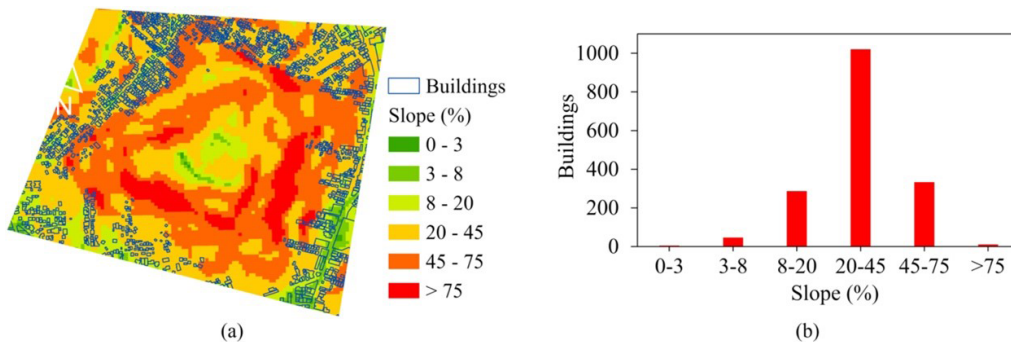 N
Buildings
Slope (%)
0 - 3
3 - 8
8 - 20
20 - 45
45 - 75
> 75
(a)
Buildings
1000
800
600
400
200
0
0-3 3-8 8-20 20-45 45-75 >75
Slope (%)
(b)